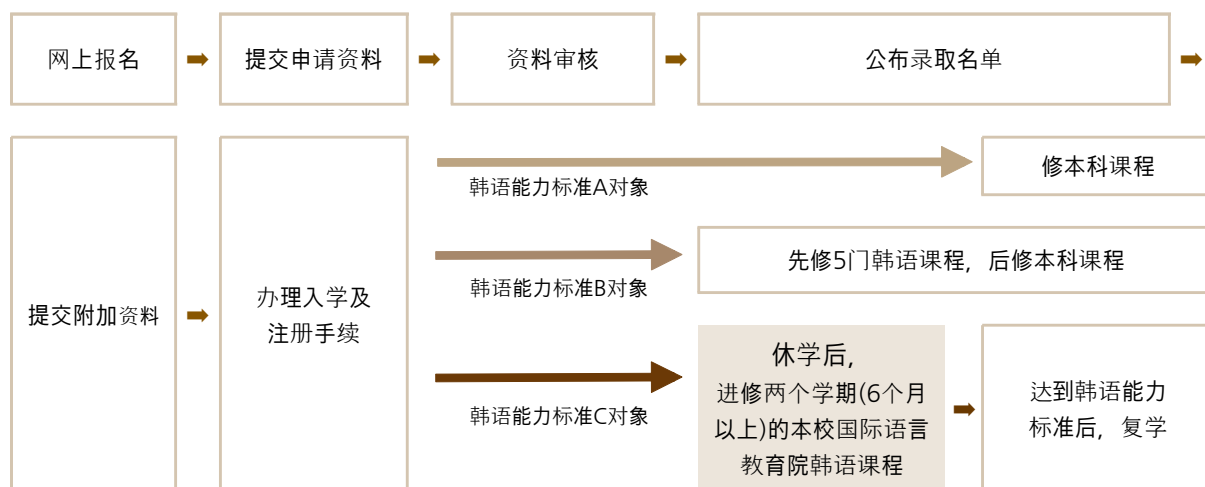 网上报名
提交申请资料
资料审核
公布录取名单
提交附加资料
办理入学及
注册手续
韩语能力标准A对象
修本科课程
韩语能力标准B对象
先修5门韩语课程，后修本科课程
韩语能力标准C对象
休学后，
进修两个学期(6个月
以上)的本校国际语言
教育院韩语课程
达到韩语能力
标准后，复学